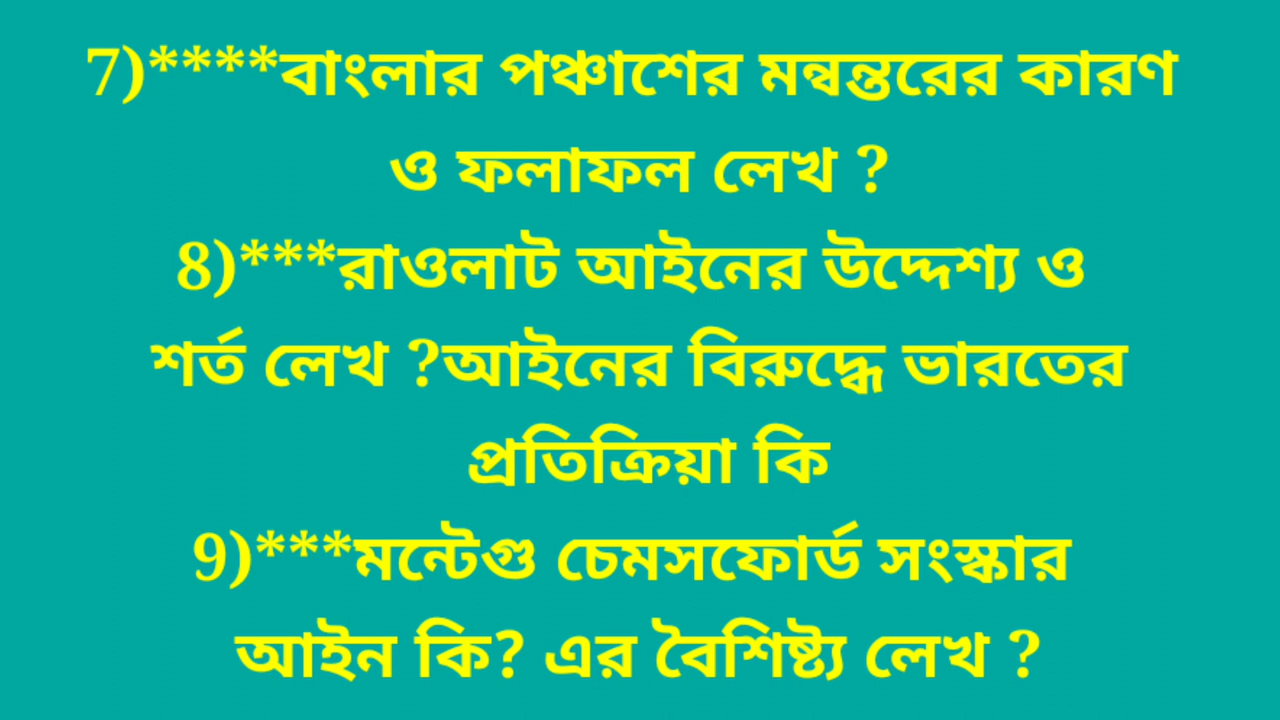 7)****বাংলার পঞ্চাশের মন্বন্তরের কারণ
ও ফলাফল লেখ ?
8)***রাওলাট আইনের উদ্দেশ্য ও
শর্ত লেখ ?আইনের বিরুদ্ধে ভারতের
প্রতিক্রিয়া কি
9)***মন্টেগু চেমসফোর্ড সংস্কার
আইন কি? এর বৈশিষ্ট্য লেখ ?